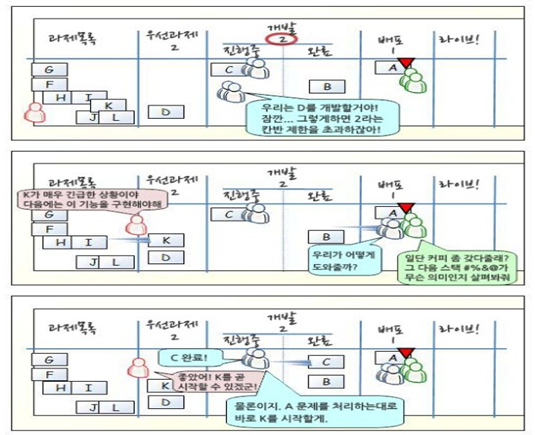 과제목록 우선과제 2 개발 2 배포 1 라이브!
진행중 완료
G
F
H I
K
J L
D
C
B
A
우리는 D를 개발할거야!
잠깐... 그렇게하면 2라는
칸반 제한을 초과하잖아!
과제목록 우선과제 2 개발 2 배포 1 라이브!
진행중 완료
K가 매우 긴급한 상황이야
다음에는 이 기능을 구현해야해
G
F
H I
J L
K
D
C
B
A
우리가 어떻게
도와줄까?
일단 커피 좀 갖다줄래?
그 다음 스택 #%&@가
무슨 의미인지 살펴봐줘
과제목록 우선과제 2 개발 2 배포 1 라이브!
진행중 완료
G
F
H I
J L
K
D
C 완료!
C
B
A
좋았어! K를 곧
시작할 수 있겠군!
물론이지. A 문제를 처리하는대로
바로 K를 시작할게.